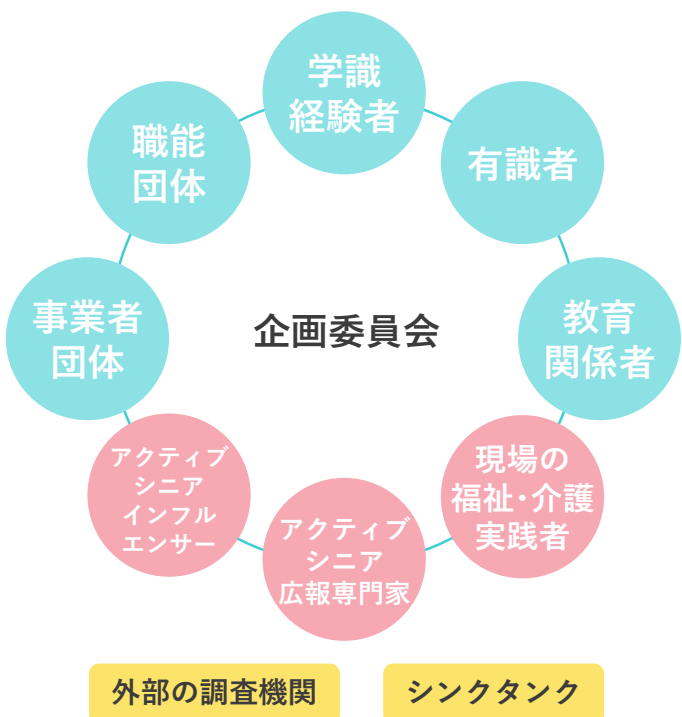 学識
経験者
職能
団体
有識者
事業者
団体
企画委員会
教育
関係者
アクティブ
シニア
インフル
エンサー
アクティブ
シニア
広報専門家
現場の
福祉・介護
実践者
外部の調査機関
シンクタンク